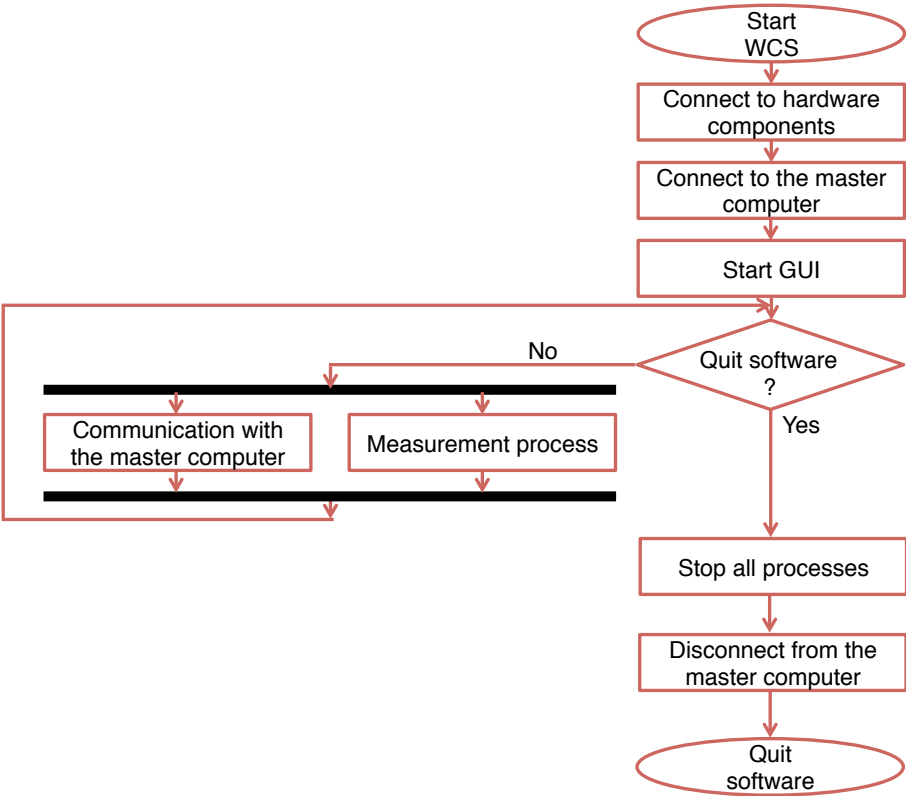 Start
WCS
Connect to hardware
components
Connect to the master
computer
Start GUI
No
Quit software
?
Yes
Communication with
the master computer
Measurement process
Stop all processes
Disconnect from the
master computer
Quit
software